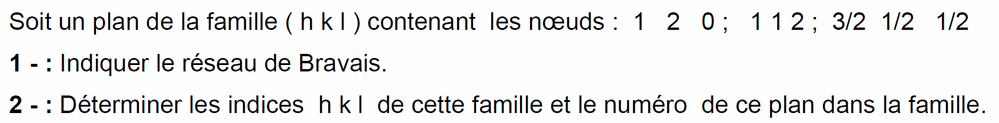 Soit un plan de la famille ( h k l ) contenant les nœuds : 1 2 0 ; 1 1 2 ; 3/2 1/2 1/2
1 - : Indiquer le réseau de Bravais.
2 - : Déterminer les indices h k l de cette famille et le numéro de ce plan dans la famille.